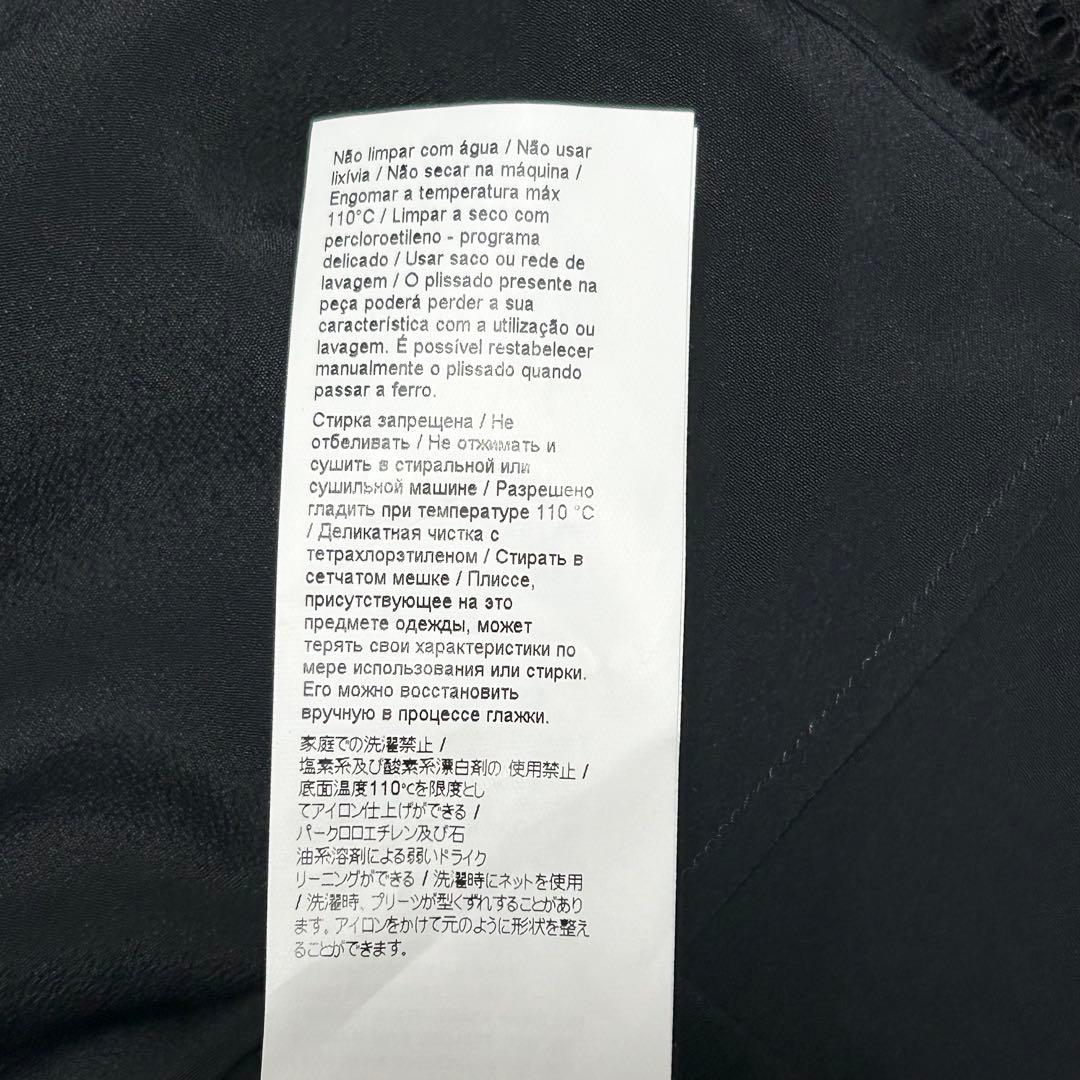 Não limpar com água / Não usar
lixívia / Não secar na máquina /
Engomar a temperatura máx
110°C / Limpar a seco com
percloroetileno - programa
delicado / Usar saco ou rede de
lavagem / O plissado presente na
peça poderá perder a sua
característica com a utilização ou
lavagem. É possível restabelecer
manualmente o plissado quando
passar a ferro.
Стирка запрещена / Не
отбеливать / Не отжимать и
сушить в стиральной или
сушильной машине / Разрешено
гладить при температуре 110 °C
/ Деликатная чистка с
тетрахлорэтиленом / Стирать в
сетчатом мешке / Плиссе,
присутствующее на это
предмете одежды, может
терять свои характеристики по
мере использования или стирки.
Его можно восстановить
вручную в процессе глажки.
家庭での洗濯禁止 /
塩素系及び酸素系漂白剤の 使用禁止 /
底面温度110℃を限度とし
てアイロン仕上げができる /
パークロロエチレン及び石
油系溶剤による弱いドライク
リーニングができる / 洗濯時にネットを使用
/ 洗濯時、プリーツが型くずれすることがあり
ます。アイロンをかけて元のように形状を整え
ることができます。